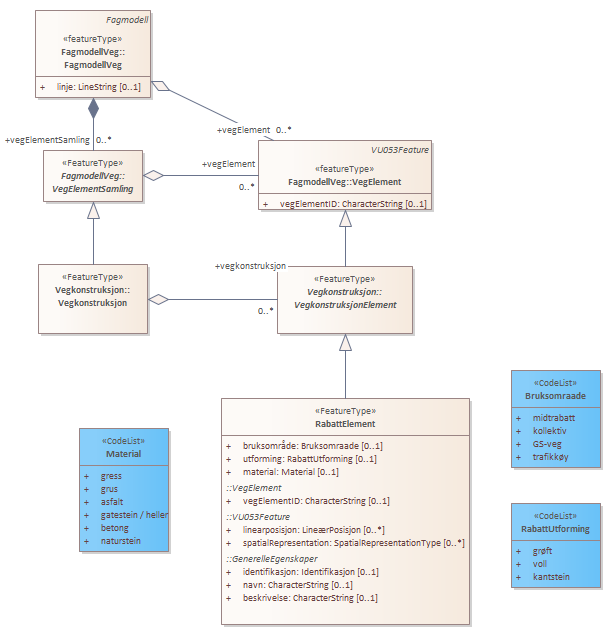 Fagmodell
«featureType»
FagmodellVeg::
FagmodellVeg
+ linje: LineString [0..1]
+vegElementSamling 0..*
+vegElement 0..*
«FeatureType»
FagmodellVeg::
VegElementSamling
+vegElement
0..*
VU053Feature
«featureType»
FagmodellVeg::VegElement
+ vegElementID: CharacterString [0..1]
«FeatureType»
Vegkonstruksjon::
Vegkonstruksjon
+vegkonstruksjon
0..*
«FeatureType»
Vegkonstruksjon::
VegkonstruksjonElement
«FeatureType»
RabattElement
+ bruksområde: Bruksomraade [0..1]
+ utforming: RabattUtforming [0..1]
+ material: Material [0..1]
::VegElement
+ vegElementID: CharacterString [0..1]
::VU053Feature
+ linearposisjon: LineærPosisjon [0..*]
+ spatialRepresentation: SpatialRepresentationType [0..*]
::GenerelleEgenskaper
+ identifikasjon: Identifikasjon [0..1]
+ navn: CharacterString [0..1]
+ beskrivelse: CharacterString [0..1]
«CodeList»
Material
+ gress
+ grus
+ asfalt
+ gatestein / heller
+ betong
+ naturstein
«CodeList»
Bruksomraade
+ midtrabatt
+ kollektiv
+ GS-veg
+ trafikkøy
«CodeList»
RabattUtforming
+ grøft
+ voll
+ kantstein